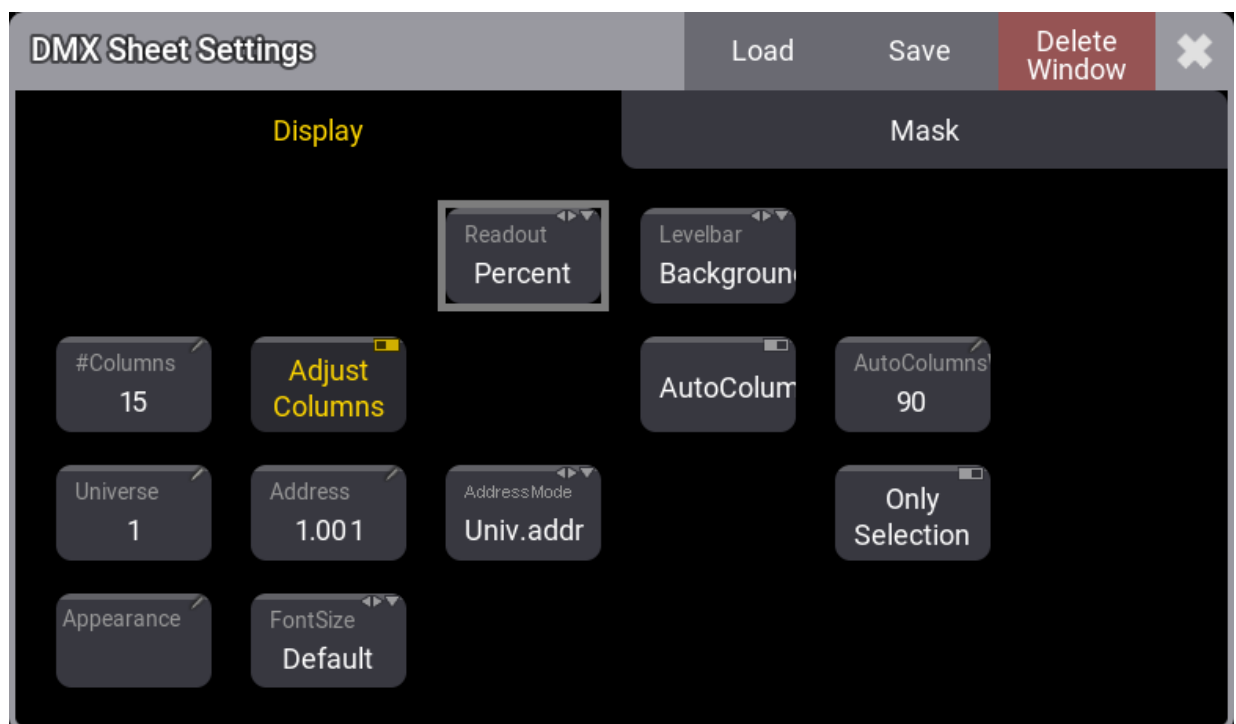 DMX Sheet Settings
Load
Save
Delete
Window
Display
Mask
Readout
Percent
Levelbar
Backgroun
#Columns
15
Adjust
Columns
AutoColum
AutoColumns
90
Universe
1
Address
1.001
AddressMode
Univ.addr
Only
Selection
Appearance
FontSize
Default